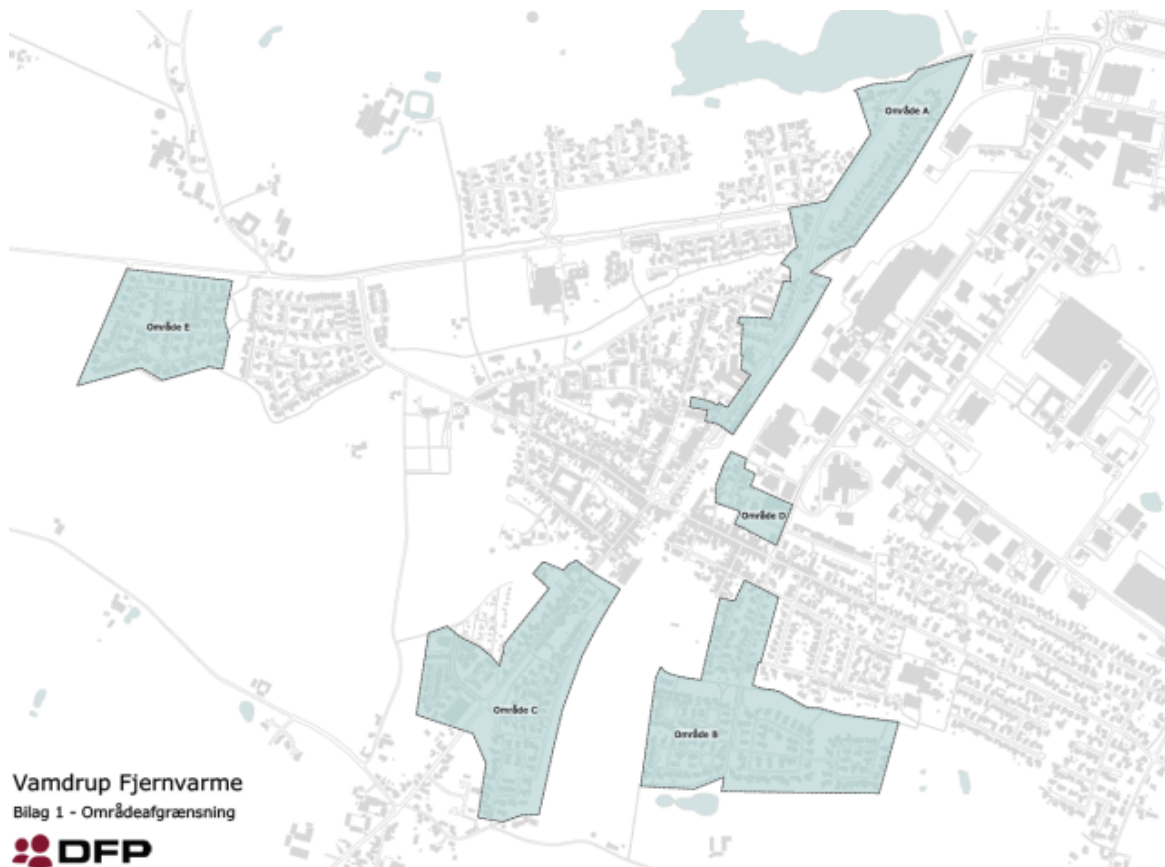 Område A
Område E
Område D
Område C
Område B
Vamdrup Fjernvarme
Bilag 1 - Områdeafgrænsning
DFP